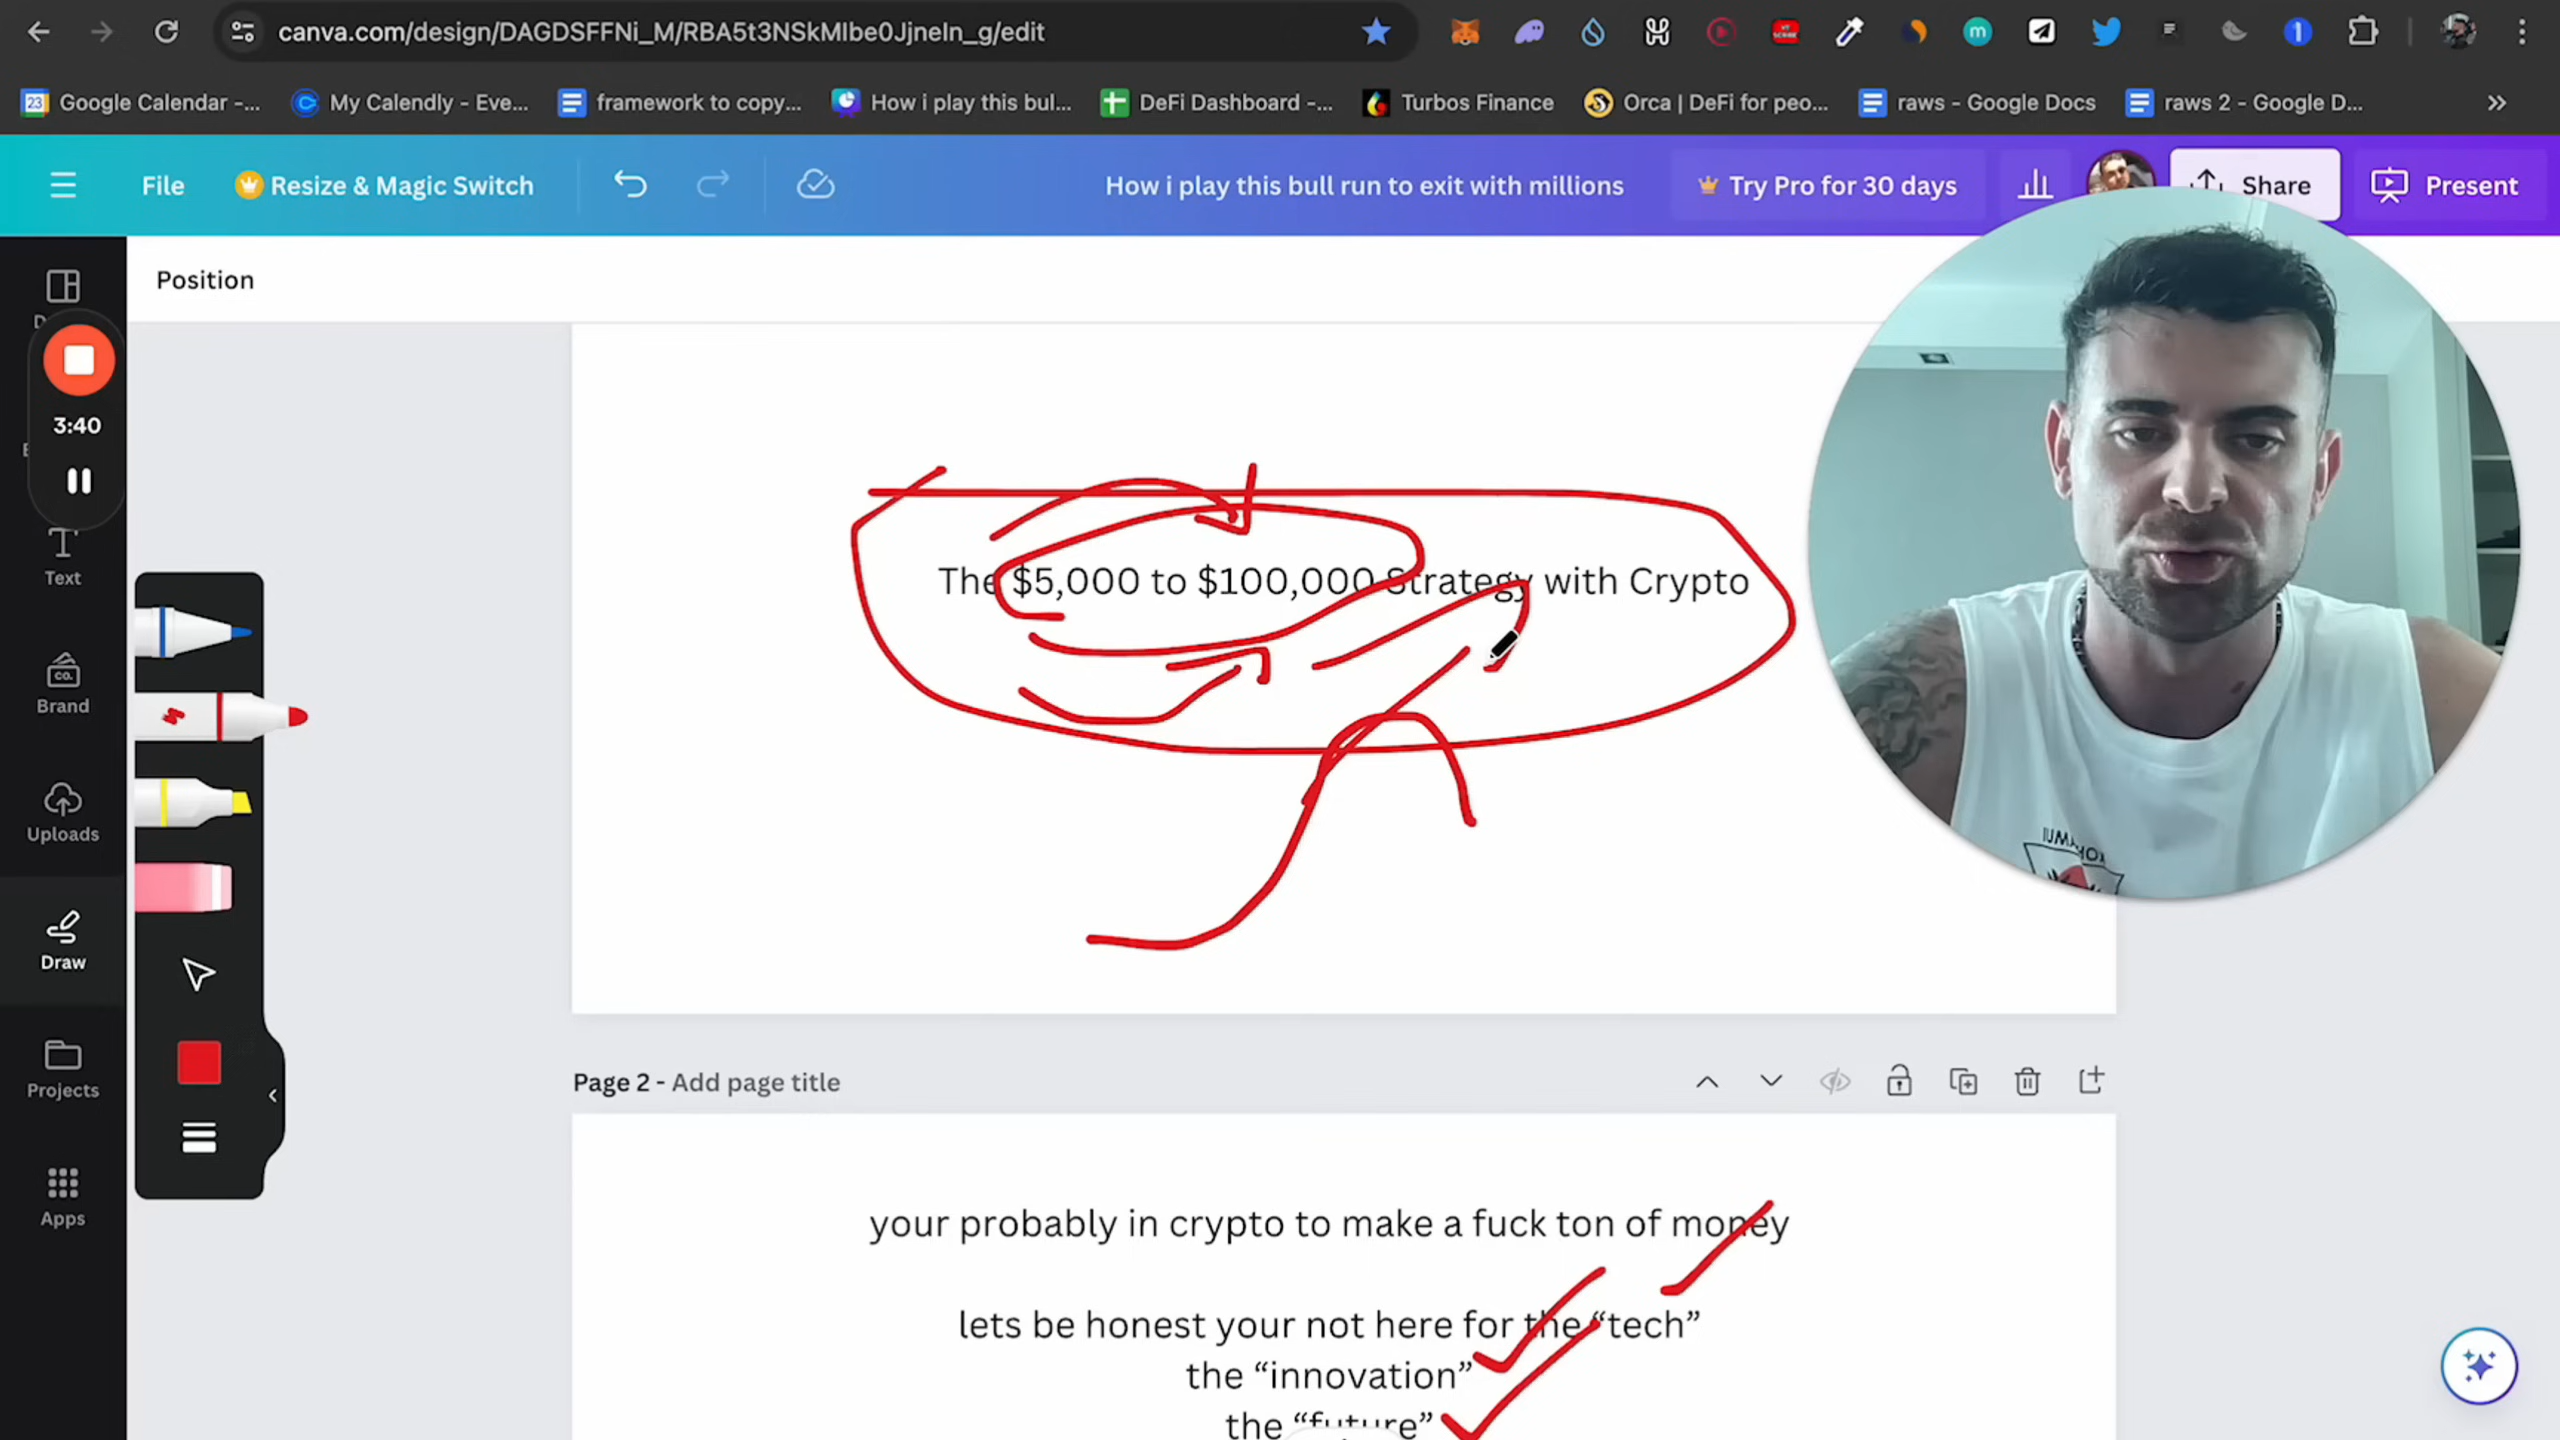 canva.com/design/DAGDSFFNi_M/RBA5t3NSkMIbe0JjneIn_g/edit
23 Google Calendar -... My Calendly - Eve... framework to copy... How i play this bul... DeFi Dashboard -... Turbos Finance Orca | DeFi for peo... raws - Google Docs raws 2 - Google D...
File Resize & Magic Switch How i play this bull run to exit with millions Try Pro for 30 days Share Present
Position
3:40
Text
Brand
Uploads
Draw
Projects
Apps
The $5,000 to $100,000 Strategy with Crypto
Page 2 - Add page title
your probably in crypto to make a fuck ton of money
lets be honest your not here for the “tech”
the “innovation”
the “future”